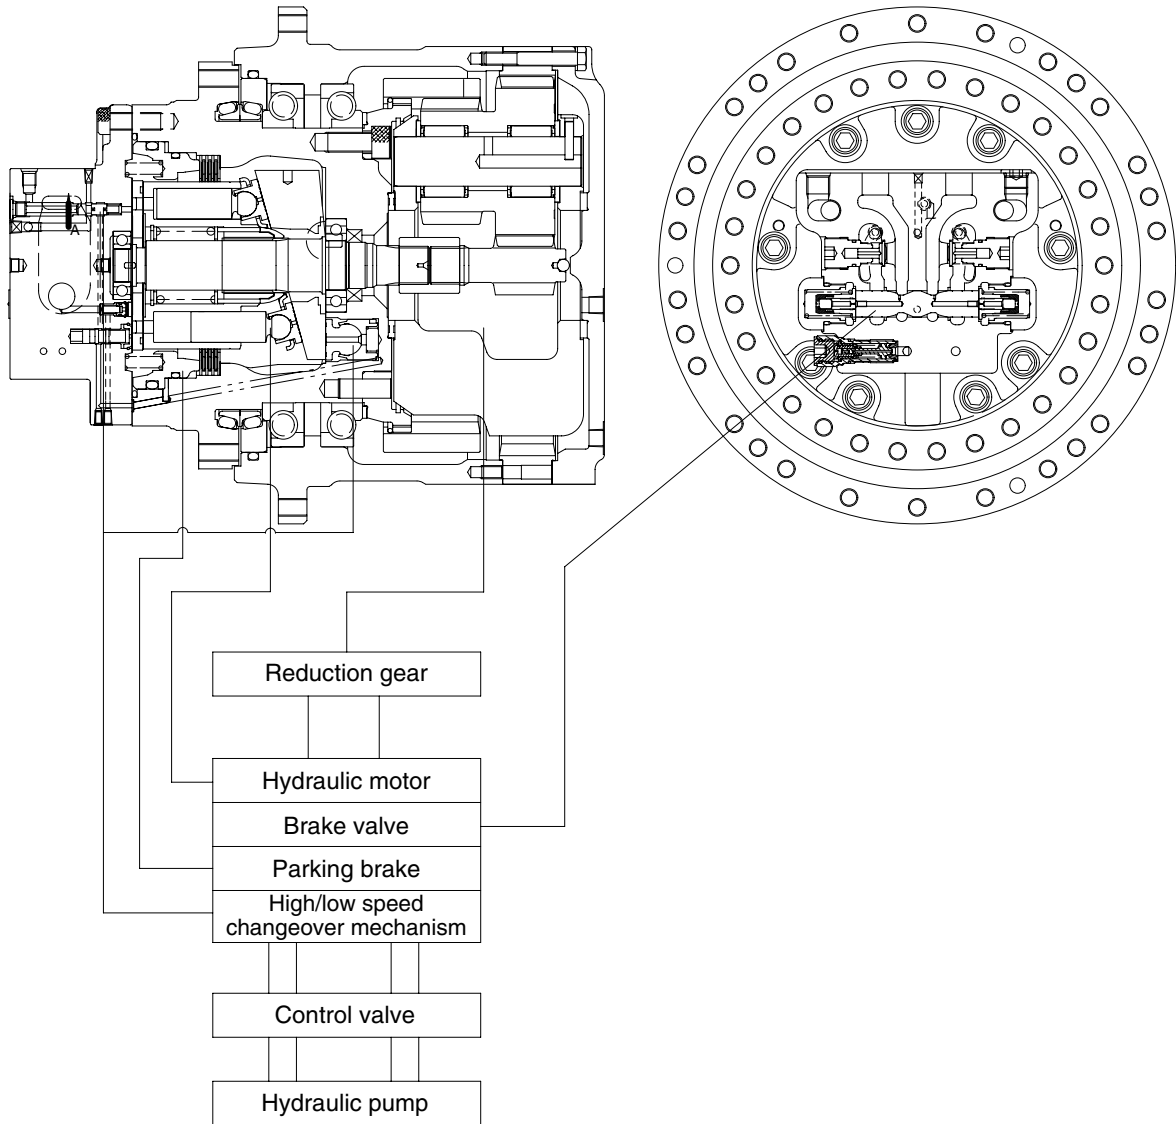 A
Reduction gear
Hydraulic motor
Brake valve
Parking brake
High/low speed
changeover mechanism
Control valve
Hydraulic pump